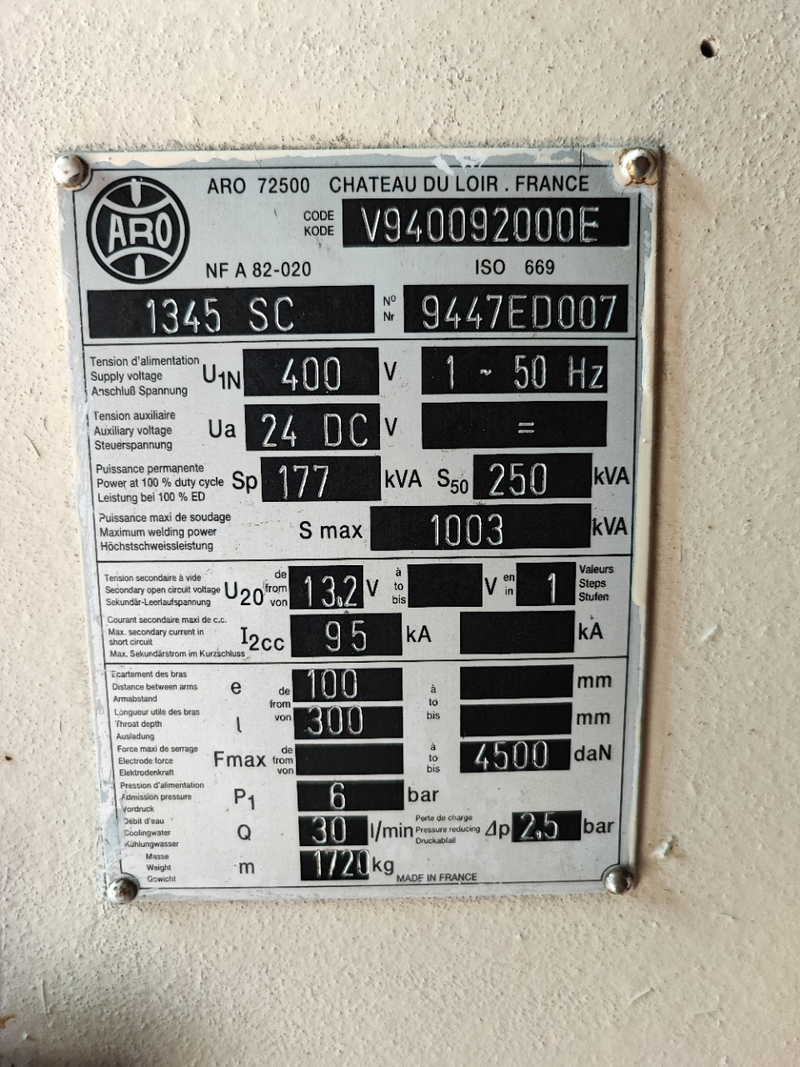 ARO 72500 CHATEAU DU LOIR . FRANCE
ARO
CODE
KODE
V940092000E
NF A 82-020 ISO 669
1345 SC
N°
Nr
9447ED007
Tension d'alimentation
Supply voltage
Anschluß Spannung
U1N 400 V 1 ~ 50 Hz
Tension auxiliaire
Auxiliary voltage
Steuerspannung
Ua 24 DC V =
Puissance permanente
Power at 100 % duty cycle
Leistung bei 100 % ED
Sp 177 kVA S50 250 kVA
Puissance maxi de soudage
Maximum welding power
Höchstschweissleistung
S max 1003 kVA
Tension secondaire à vide
Secondary open circuit voltage
Sekundär-Leerlaufspannung
U20
de
from
von
13,2 V
à
to
bis
V
en
in
1
Valeurs
Steps
Stufen
Courant secondaire maxi de c.c.
Max. secondary current in
short circuit
Max. Sekundärstrom im Kurzschluss
I2cc 95 kA kA
Ecartement des bras
Distance between arms
Armabstand
e 100 mm
Longueur utile des bras
Throat depth
Ausladung
l 300 mm
de
from
von
à
to
bis
Force maxi de serrage
Electrode force
Elektrodenkraft
Fmax
de
from
von
à
to
bis
4500 daN
Pression d'alimentation
Admission pressure
Vordruck
P1 6 bar
Débit d'eau
Coolingwater
Kühlungwasser
Q 30 l/min
Perte de charge
Pressure reducing
Druckabfall
Δp 2,5 bar
Masse
Weight
Gewicht
m 1720 kg
MADE IN FRANCE